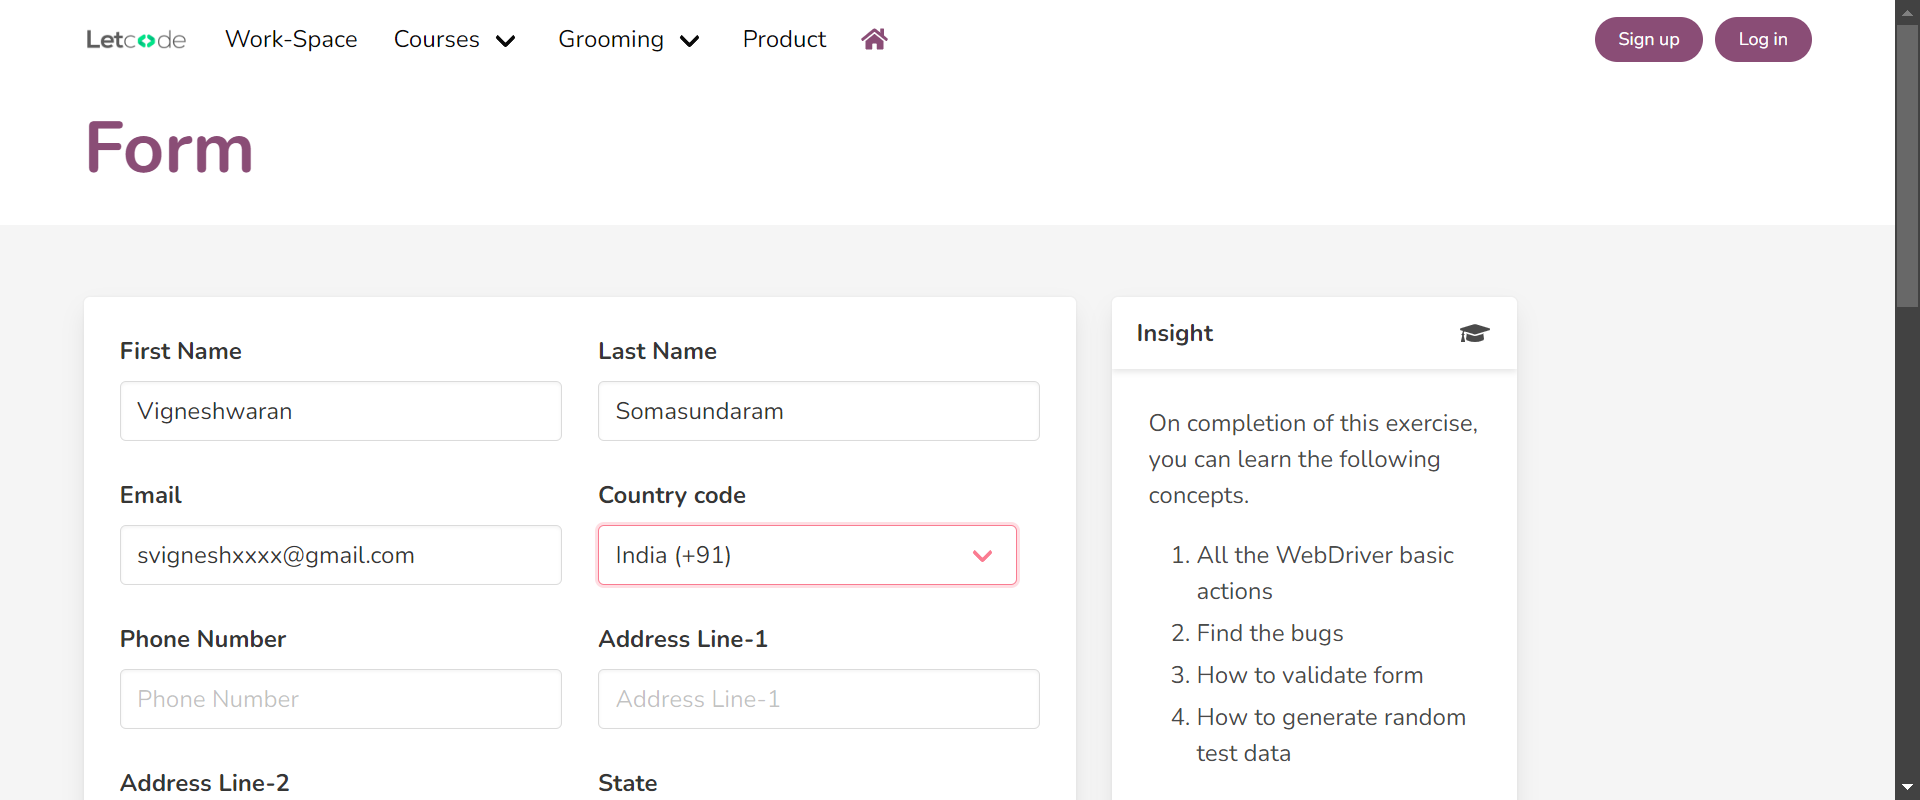 Letcode Work-Space Courses Grooming Product Sign up Log in
Form
First Name Last Name
Vigneshwaran Somasundaram
Email Country code
svigneshxxxx@gmail.com India (+91)
Phone Number Address Line-1
Phone Number Address Line-1
Address Line-2 State
Insight
On completion of this exercise,
you can learn the following
concepts.
1. All the WebDriver basic
actions
2. Find the bugs
3. How to validate form
4. How to generate random
test data